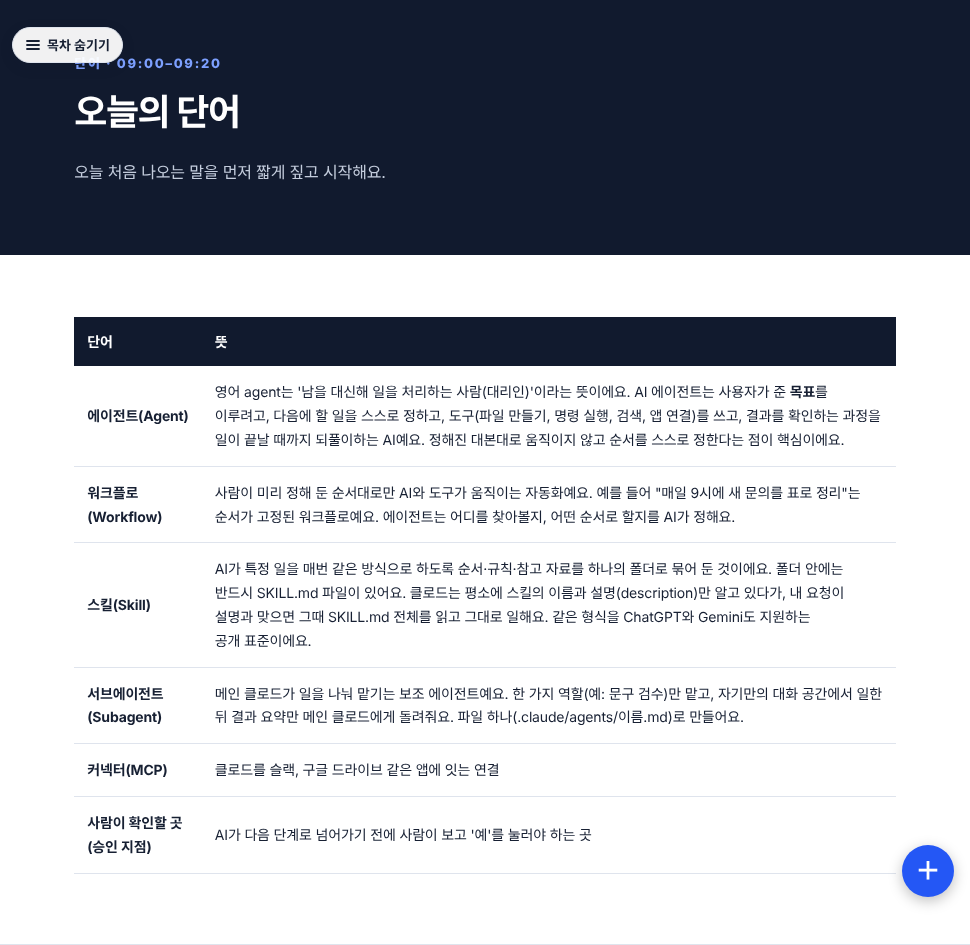 목차 숨기기
09:00–09:20
오늘의 단어
오늘 처음 나오는 말을 먼저 짧게 짚고 시작해요.
단어 뜻
에이전트(Agent)
영어 agent는 '남을 대신해 일을 처리하는 사람(대리인)'이라는 뜻이에요. AI 에이전트는 사용자가 준 목표를
이루려고, 다음에 할 일을 스스로 정하고, 도구(파일 만들기, 명령 실행, 검색, 앱 연결)를 쓰고, 결과를 확인하는 과정을
일이 끝날 때까지 되풀이하는 AI예요. 정해진 대본대로 움직이지 않고 순서를 스스로 정한다는 점이 핵심이에요.
워크플로
(Workflow)
사람이 미리 정해 둔 순서대로만 AI와 도구가 움직이는 자동화예요. 예를 들어 "매일 9시에 새 문의를 표로 정리"는
순서가 고정된 워크플로예요. 에이전트는 어디를 찾아볼지, 어떤 순서로 할지를 AI가 정해요.
스킬(Skill)
AI가 특정 일을 매번 같은 방식으로 하도록 순서·규칙·참고 자료를 하나의 폴더로 묶어 둔 것이에요. 폴더 안에는
반드시 SKILL.md 파일이 있어요. 클로드는 평소에 스킬의 이름과 설명(description)만 알고 있다가, 내 요청이
설명과 맞으면 그때 SKILL.md 전체를 읽고 그대로 일해요. 같은 형식을 ChatGPT와 Gemini도 지원하는
공개 표준이에요.
서브에이전트
(Subagent)
메인 클로드가 일을 나눠 맡기는 보조 에이전트예요. 한 가지 역할(예: 문구 검수)만 맡고, 자기만의 대화 공간에서 일한
뒤 결과 요약만 메인 클로드에게 돌려줘요. 파일 하나(.claude/agents/이름.md)로 만들어요.
커넥터(MCP)
클로드를 슬랙, 구글 드라이브 같은 앱에 잇는 연결
사람이 확인할 곳
(승인 지점)
AI가 다음 단계로 넘어가기 전에 사람이 보고 '예'를 눌러야 하는 곳